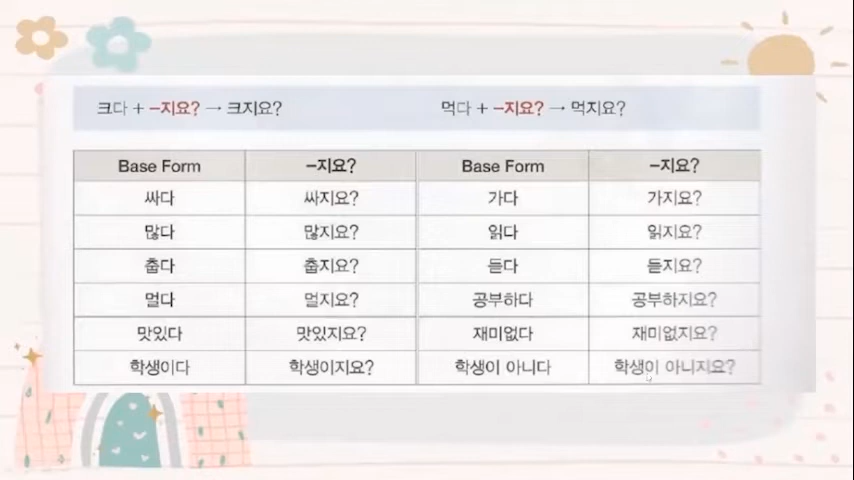 크다 + –지요? → 크지요? 먹다 + –지요? → 먹지요?
Base Form –지요? Base Form –지요?
싸다 싸지요? 가다 가지요?
많다 많지요? 읽다 읽지요?
춥다 춥지요? 듣다 듣지요?
멀다 멀지요? 공부하다 공부하지요?
맛있다 맛있지요? 재미없다 재미없지요?
학생이다 학생이지요? 학생이 아니다 학생이 아니지요?